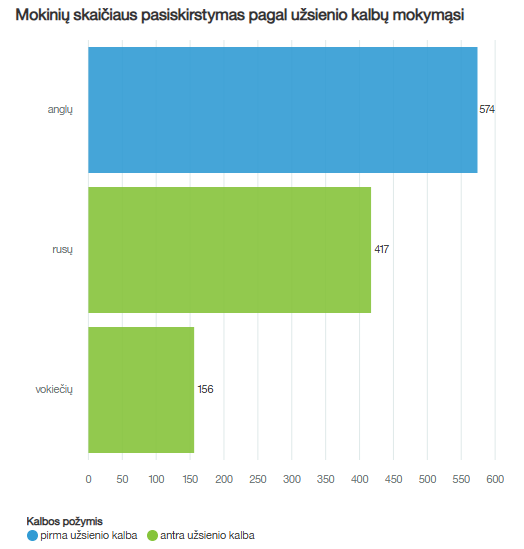 Mokinių skaičiaus pasiskirstymas pagal užsienio kalbų mokymąsi
anglų
574
rusų
417
vokiečių
156
0 50 100 150 200 250 300 350 400 450 500 550 600
Kalbos požymis
pirma užsienio kalba antra užsienio kalba